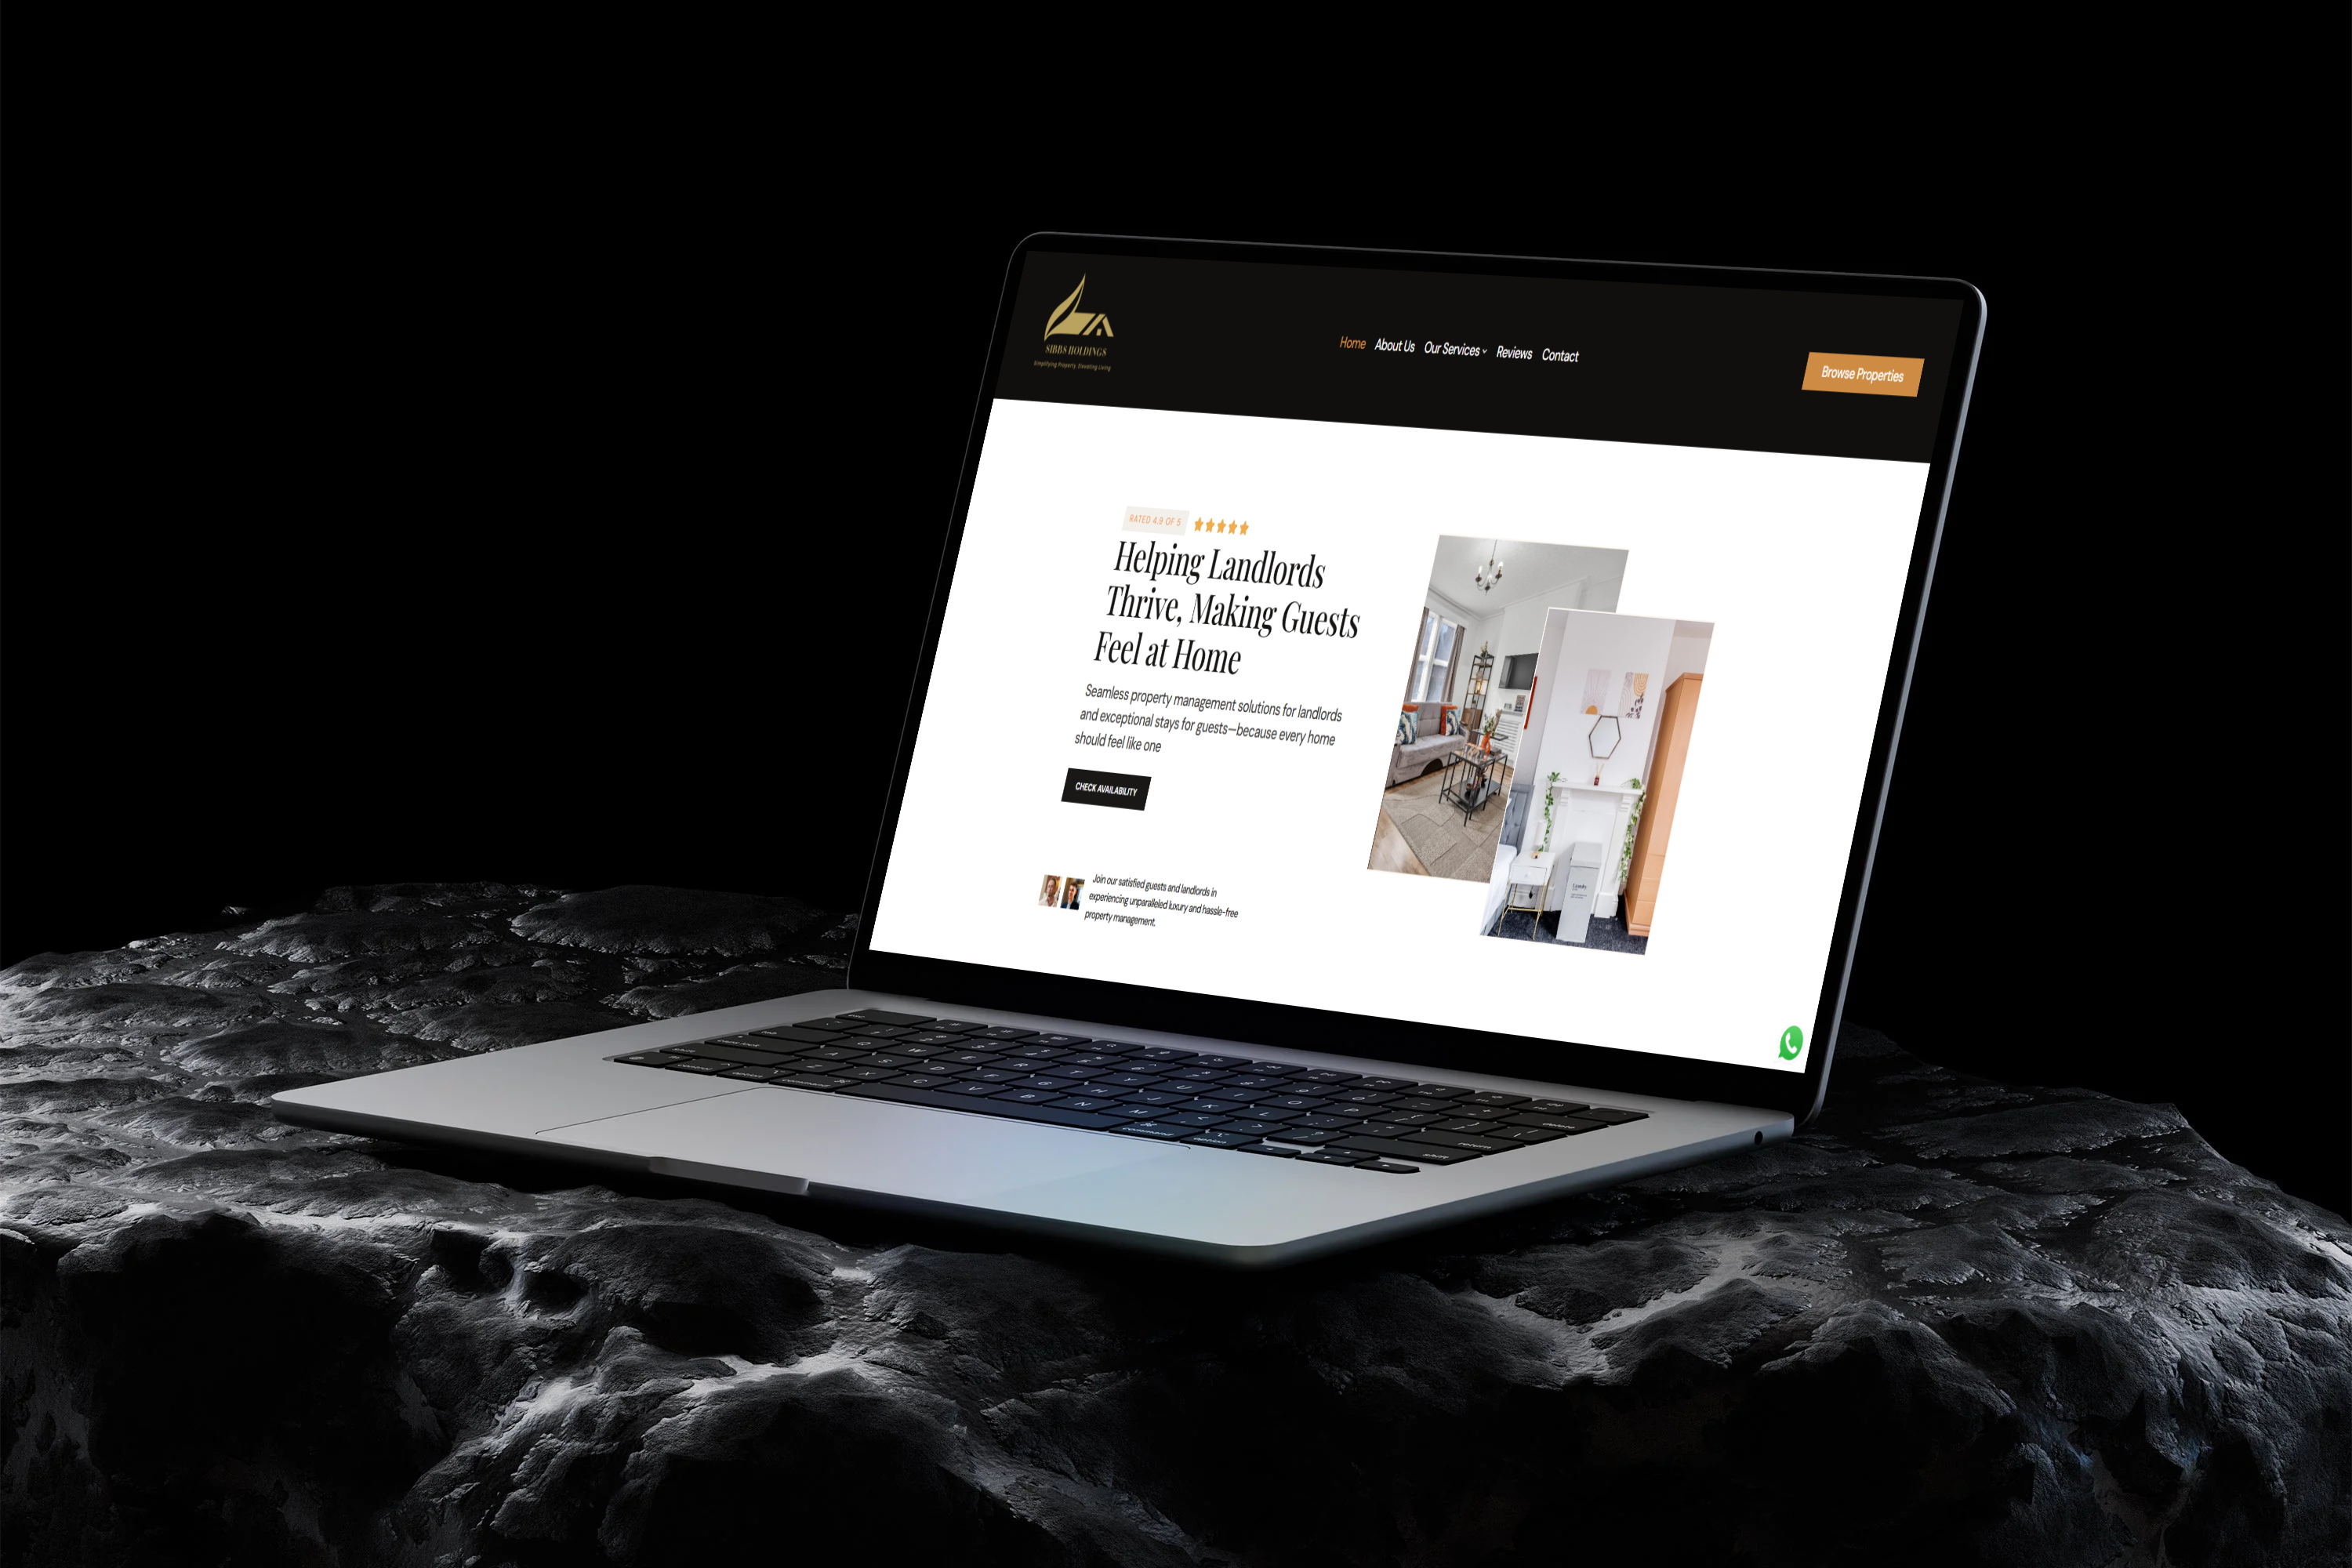 SIBBS HOLDINGS
Simplifying Property, Elevating Living
Home About Us Our Services Reviews Contact
Browse Properties
RATED 4.9 OF 5
Helping Landlords
Thrive, Making Guests
Feel at Home
Seamless property management solutions for landlords
and exceptional stays for guests—because every home
should feel like one
CHECK AVAILABILITY
Join our satisfied guests and landlords in
experiencing unparalleled luxury and hassle-free
property management.